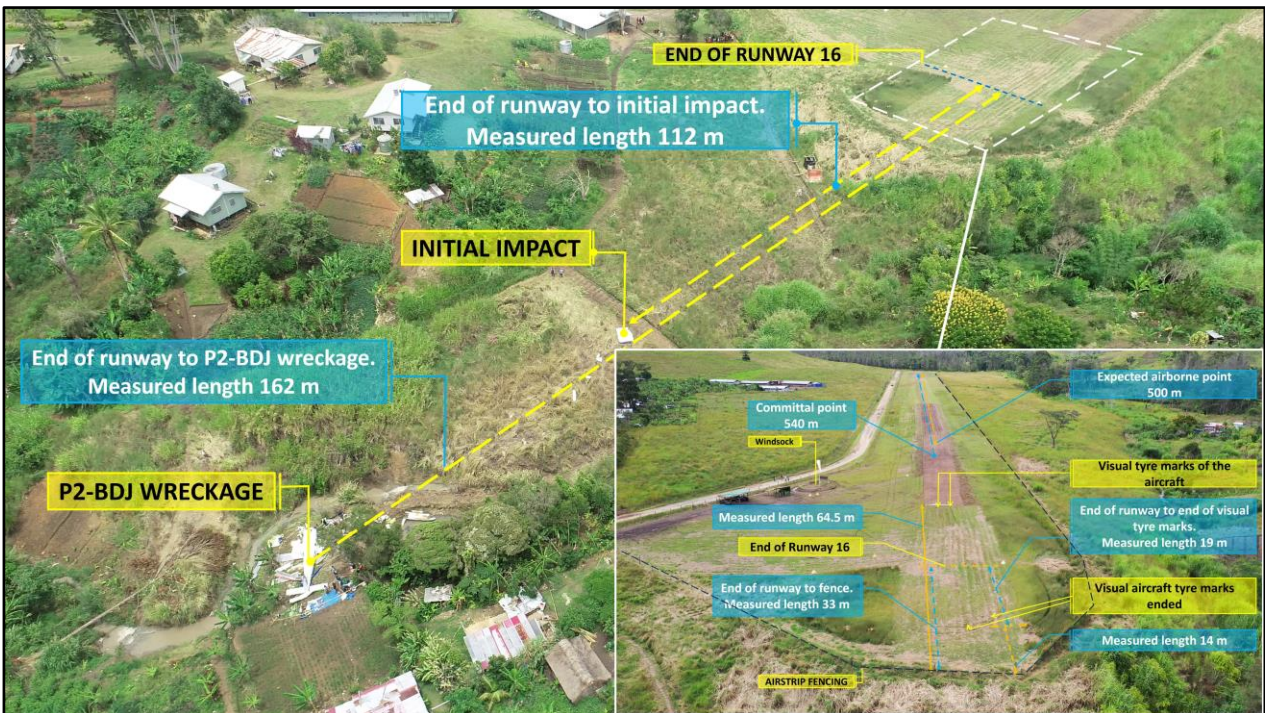 END OF RUNWAY 16
End of runway to initial impact.
Measured length 112 m
INITIAL IMPACT
End of runway to P2-BDJ wreckage.
Measured length 162 m
P2-BDJ WRECKAGE
Expected airborne point
500 m
Committal point
540 m
Windsock
Visual tyre marks of the
aircraft
Measured length 64.5 m
End of runway to end of visual
tyre marks.
Measured length 19 m
End of Runway 16
End of runway to fence.
Measured length 33 m
Visual aircraft tyre marks
ended
Measured length 14 m
AIRSTRIP FENCING